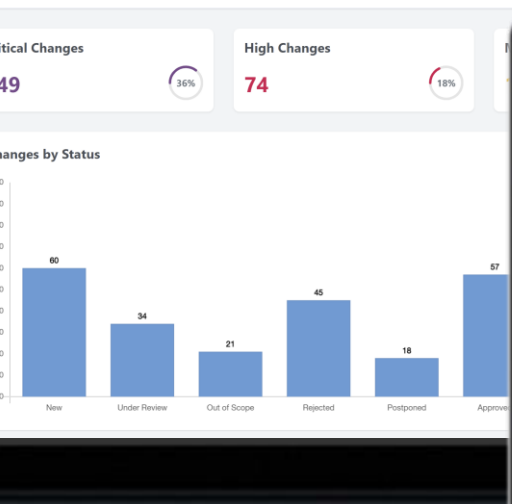 itical Changes
High Changes
49
36%
74
18%
anges by Status
60
34
21
45
18
57
New
Under Review
Out of Scope
Rejected
Postponed
Approve